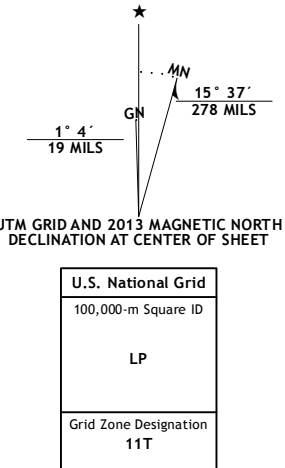 ★
MN
15° 37´
278 MILS
GN
1° 4´
19 MILS
UTM GRID AND 2013 MAGNETIC NORTH
DECLINATION AT CENTER OF SHEET
U.S. National Grid
100,000-m Square ID
LP
Grid Zone Designation
11T